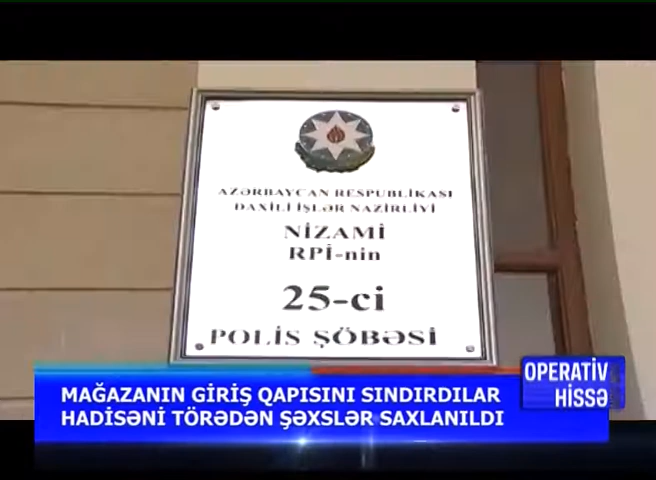 AZƏRBAYCAN RESPUBLİKASI
DAXİLİ İŞLƏR NAZİRLİYİ
NİZAMİ
RPİ-nin
25-ci
POLİS ŞÖBƏSİ
OPERATİV
HİSSƏ
MAĞAZANIN GİRİŞ QAPISINI SINDIRDILAR
HADİSƏNİ TÖRƏDƏN ŞƏXSLƏR SAXLANILDI